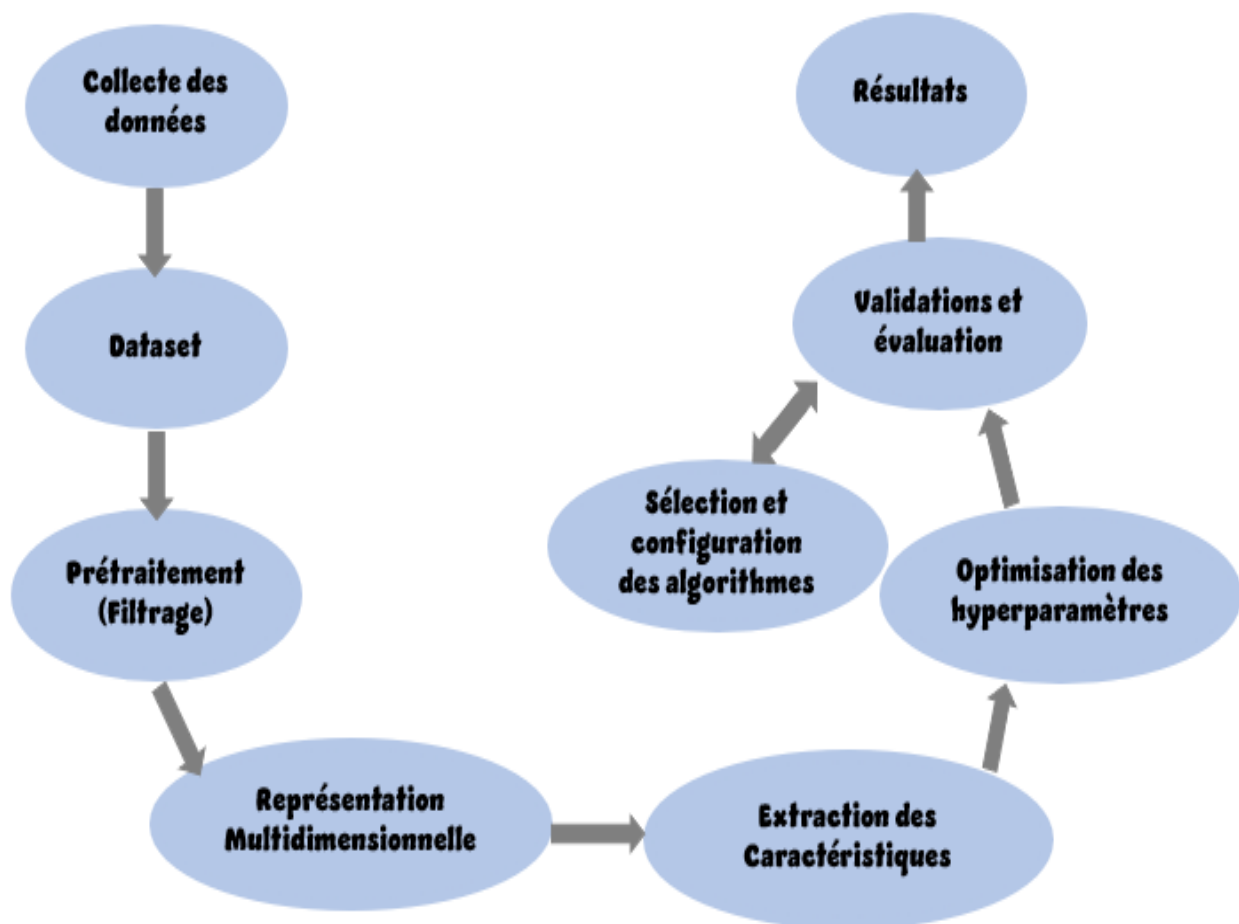 Collecte des
données
Dataset
Prétraitement
(Filtrage)
Représentation
Multidimensionnelle
Extraction des
Caractéristiques
Optimisation des
hyperparamètres
Sélection et
configuration
des algorithmes
Validations et
évaluation
Résultats